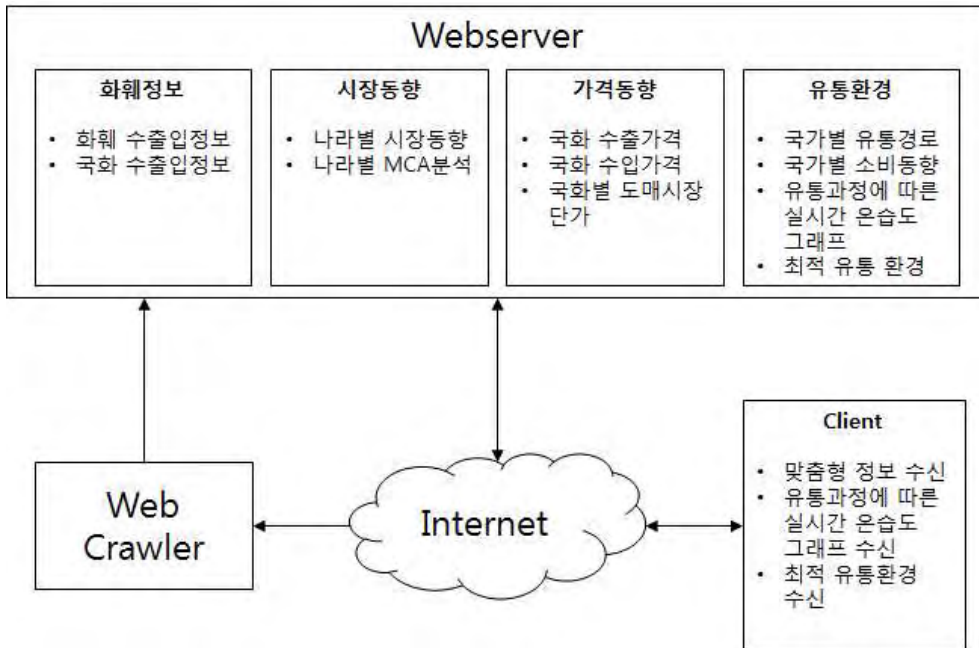 Webserver
화훼정보
• 화훼 수출입정보
• 국화 수출입정보
시장동향
• 나라별 시장동향
• 나라별 MCA분석
가격동향
• 국화 수출가격
• 국화 수입가격
• 국화별 도매시장
단가
유통환경
• 국가별 유통경로
• 국가별 소비동향
• 유통과정에 따른
실시간 온습도
그래프
• 최적 유통 환경
Web
Crawler
Internet
Client
• 맞춤형 정보 수신
• 유통과정에 따른
실시간 온습도
그래프 수신
• 최적 유통환경
수신